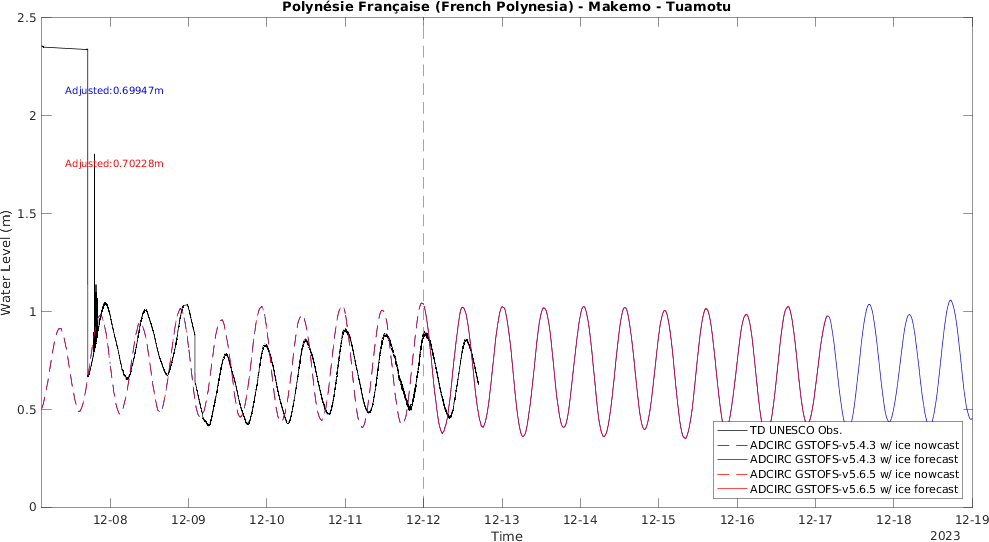 Polynésie Française (French Polynesia) - Makemo - Tuamotu
2.5
2
1.5
1
0.5
0
Water Level (m)
Adjusted:0.69947m
Adjusted:0.70228m
TD UNESCO Obs.
ADCIRC GSTOFS-v5.4.3 w/ ice nowcast
ADCIRC GSTOFS-v5.4.3 w/ ice forecast
ADCIRC GSTOFS-v5.6.5 w/ ice nowcast
ADCIRC GSTOFS-v5.6.5 w/ ice forecast
12-08 12-09 12-10 12-11 12-12 12-13 12-14 12-15 12-16 12-17 12-18 12-19
Time
2023